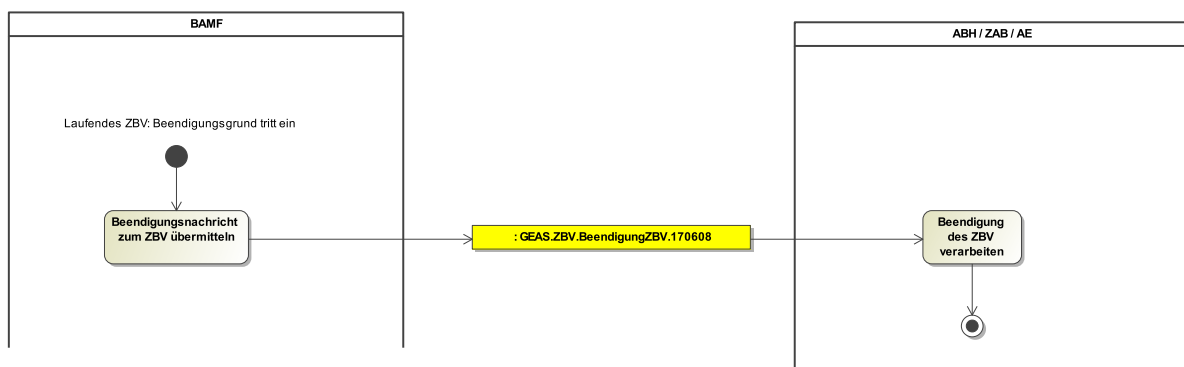 BAMF
ABH / ZAB / AE
Laufendes ZBV: Beendigungsgrund tritt ein
Beendigungsnachricht
zum ZBV übermitteln
: GEAS.ZBV.BeendigungZBV.170608
Beendigung
des ZBV
verarbeiten